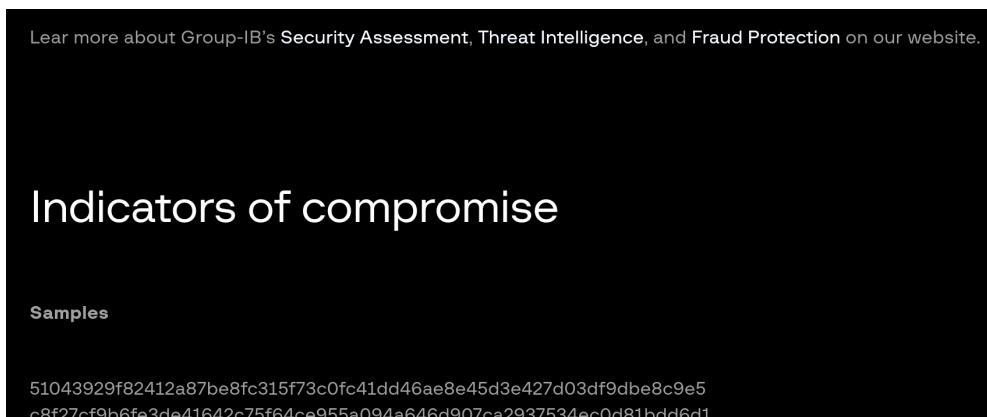 Lear more about Group-IB’s Security Assessment, Threat Intelligence, and Fraud Protection on our website.
Indicators of compromise
Samples
51043929f82412a87be8fc315f73c0fc41dd46ae8e45d3e427d03df9dbe8c9e5
c8f27cf9b6fe3de41642c75f64ce955a094a646d907ca2937534ec0d81bdd6d1